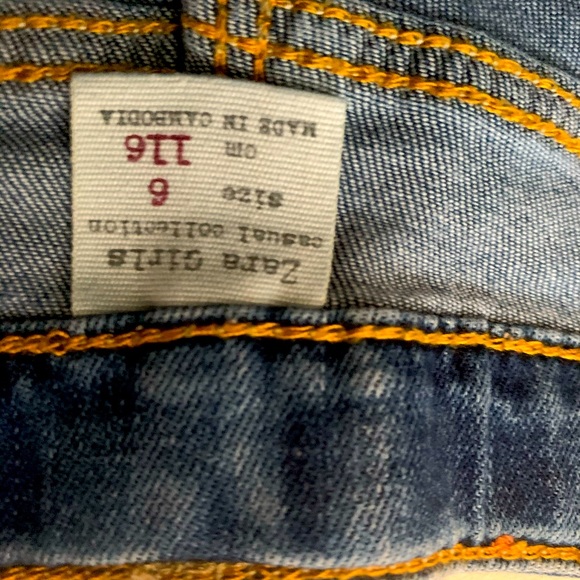 Zara Girls
casual collection
size 6
cm 116
MADE IN CAMBODIA